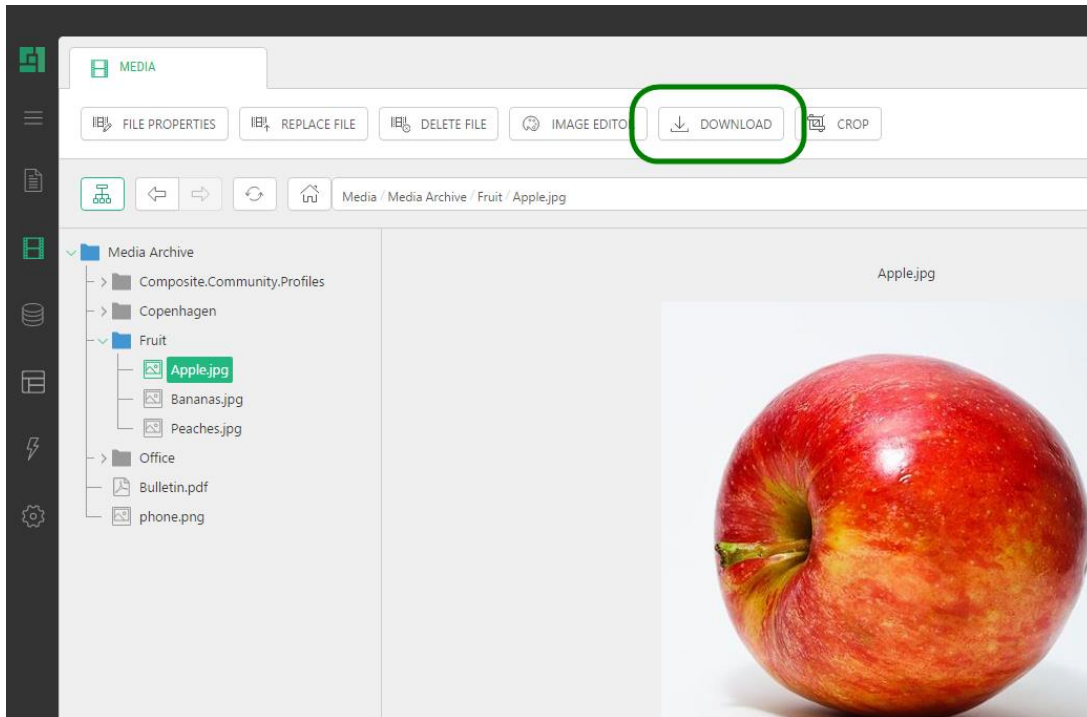 MEDIA
FILE PROPERTIES REPLACE FILE DELETE FILE IMAGE EDITOR DOWNLOAD CROP
Media / Media Archive / Fruit / Apple.jpg
Media Archive
Composite.Community.Profiles
Copenhagen
Fruit
Apple.jpg
Bananas.jpg
Peaches.jpg
Office
Bulletin.pdf
phone.png
Apple.jpg